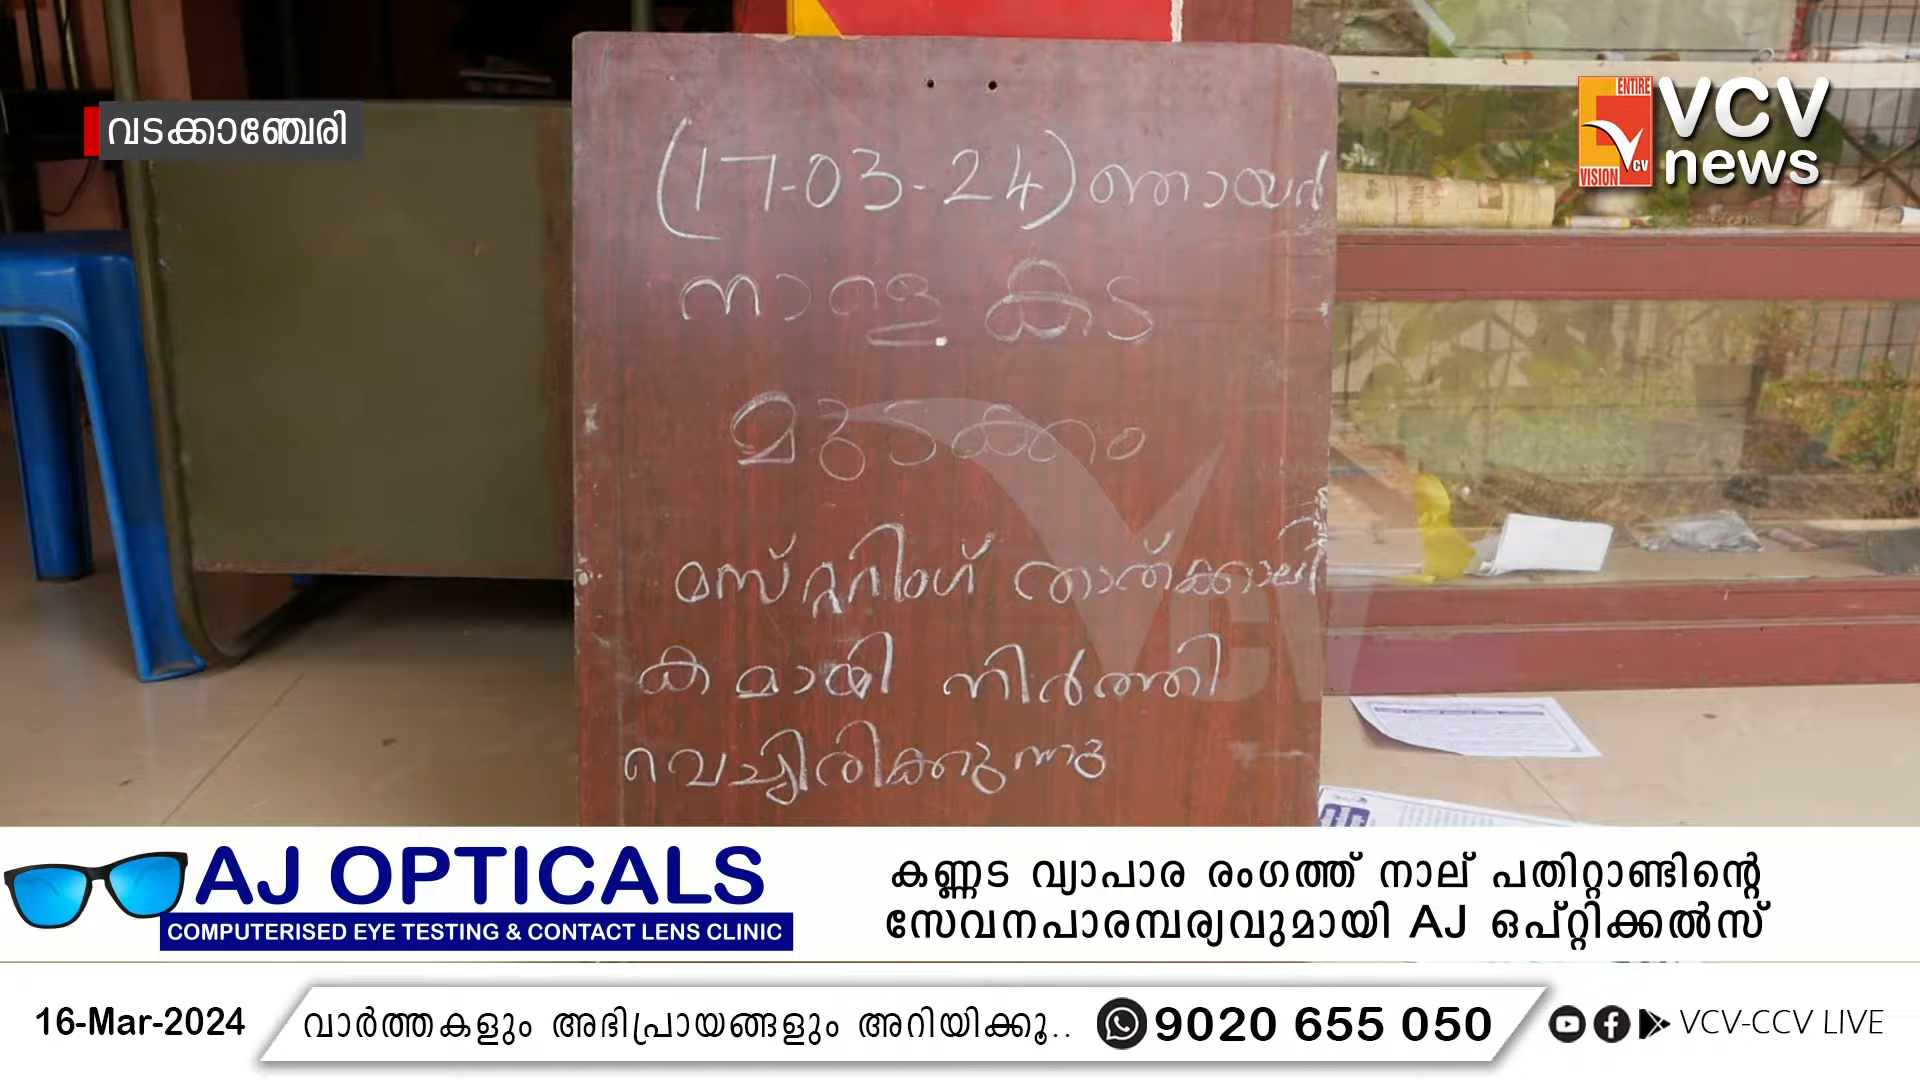 വടക്കാഞ്ചേരി
ENTIRE
VCV
VISION
VCV
news
(17-03-24) ഞായർ
നാളെ കട
മുടക്കം
മസ്റ്ററിംഗ് താത്ക്കാലി
കമായി നിർത്തി
വെച്ചിരിക്കുന്നു
VCV
AJ OPTICALS
COMPUTERISED EYE TESTING & CONTACT LENS CLINIC
കണ്ണട വ്യാപാര രംഗത്ത് നാല് പതിറ്റാണ്ടിന്റെ
സേവനപാരമ്പര്യവുമായി AJ ഒപ്റ്റിക്കൽസ്
16-Mar-2024
വാർത്തകളും അഭിപ്രായങ്ങളും അറിയിക്കൂ..
9020 655 050
VCV-CCV LIVE